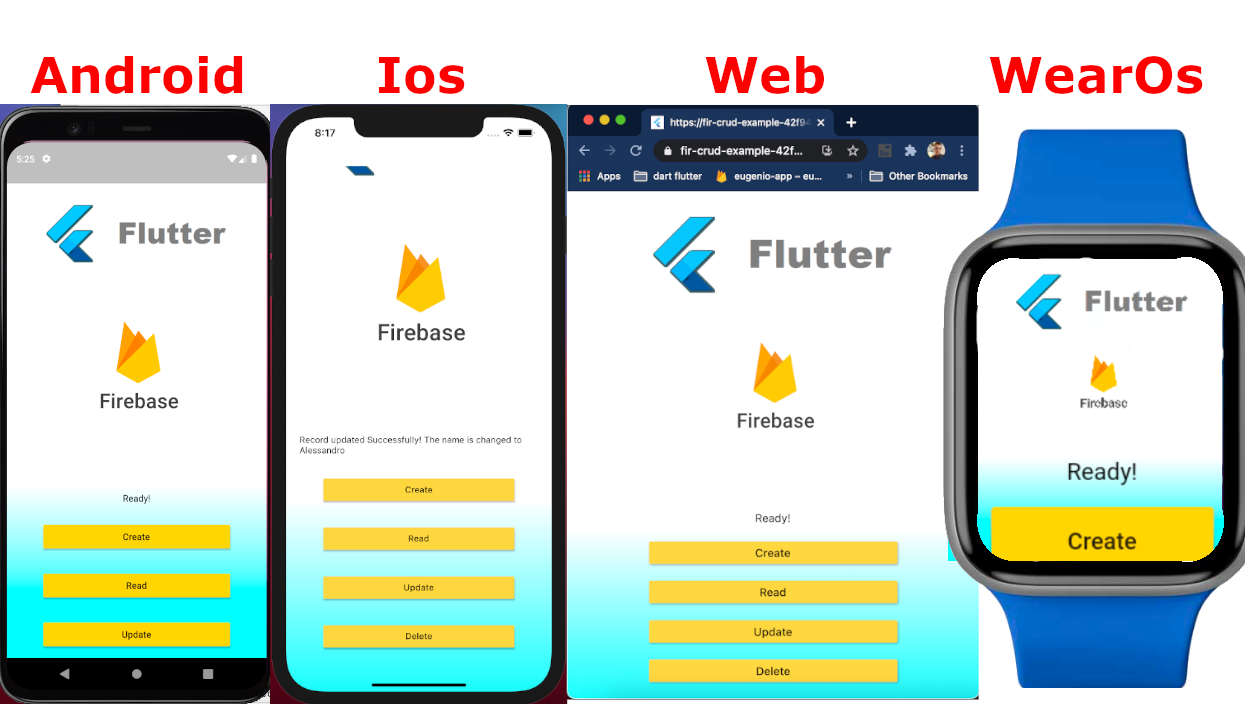 Android
Ios
Web
WearOs
5:25
Flutter
Firebase
Ready!
Create
Read
Update
8:17
Firebase
Record updated Successfully! The name is changed to
Alessandro
Create
Read
Update
Delete
https://fir-crud-example-42f94
fir-crud-example-42f...
Apps
dart flutter
eugenio-app – eu...
»
Other Bookmarks
Flutter
Firebase
Ready!
Create
Read
Update
Delete
Flutter
Firebase
Ready!
Create